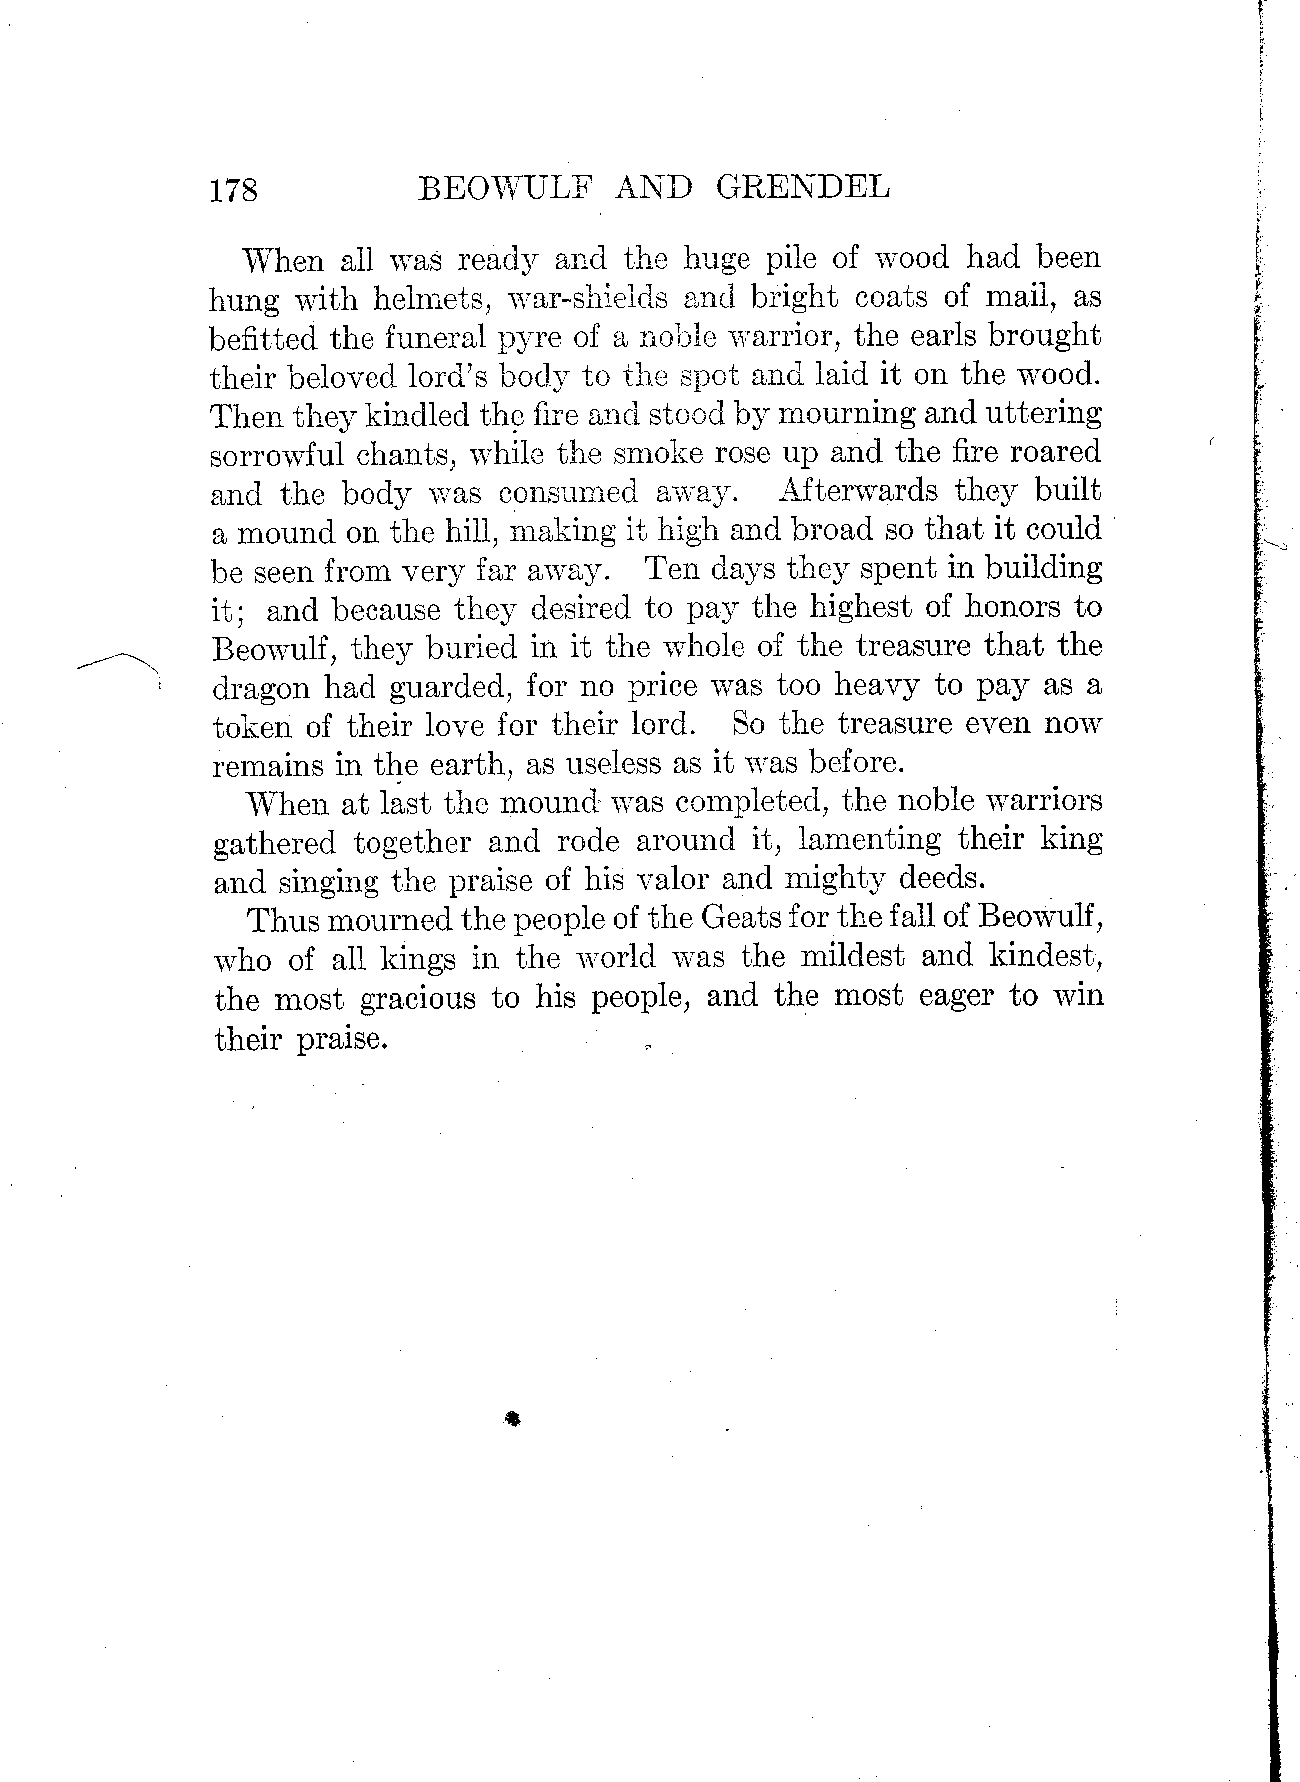 178 BEOWULF AND GRENDEL
When all was ready and the huge pile of wood had been
hung with helmets, war-shields and bright coats of mail, as
befitted the funeral pyre of a noble warrior, the earls brought
their beloved lord's body to the spot and laid it on the wood.
Then they kindled the fire and stood by mourning and uttering
sorrowful chants, while the smoke rose up and the fire roared
and the body was consumed away. Afterwards they built
a mound on the hill, making it high and broad so that it could
be seen from very far away. Ten days they spent in building
it; and because they desired to pay the highest of honors to
Beowulf, they buried in it the whole of the treasure that the
dragon had guarded, for no price was too heavy to pay as a
token of their love for their lord. So the treasure even now
remains in the earth, as useless as it was before.
When at last the mound was completed, the noble warriors
gathered together and rode around it, lamenting their king
and singing the praise of his valor and mighty deeds.
Thus mourned the people of the Geats for the fall of Beowulf,
who of all kings in the world was the mildest and kindest,
the most gracious to his people, and the most eager to win
their praise.